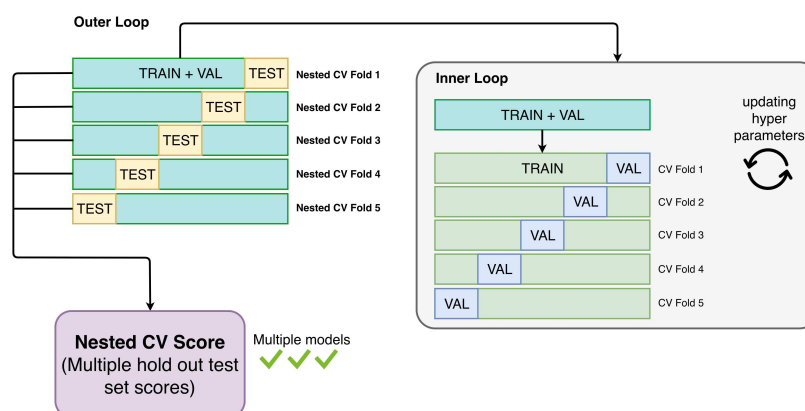 Outer Loop
TRAIN + VAL
TEST
Nested CV Fold 1
TEST
Nested CV Fold 2
TEST
Nested CV Fold 3
TEST
Nested CV Fold 4
TEST
Nested CV Fold 5
Nested CV Score
(Multiple hold out test
set scores)
Multiple models
Inner Loop
TRAIN + VAL
TRAIN
VAL
CV Fold 1
VAL
CV Fold 2
VAL
CV Fold 3
VAL
CV Fold 4
VAL
CV Fold 5
updating
hyper
parameters